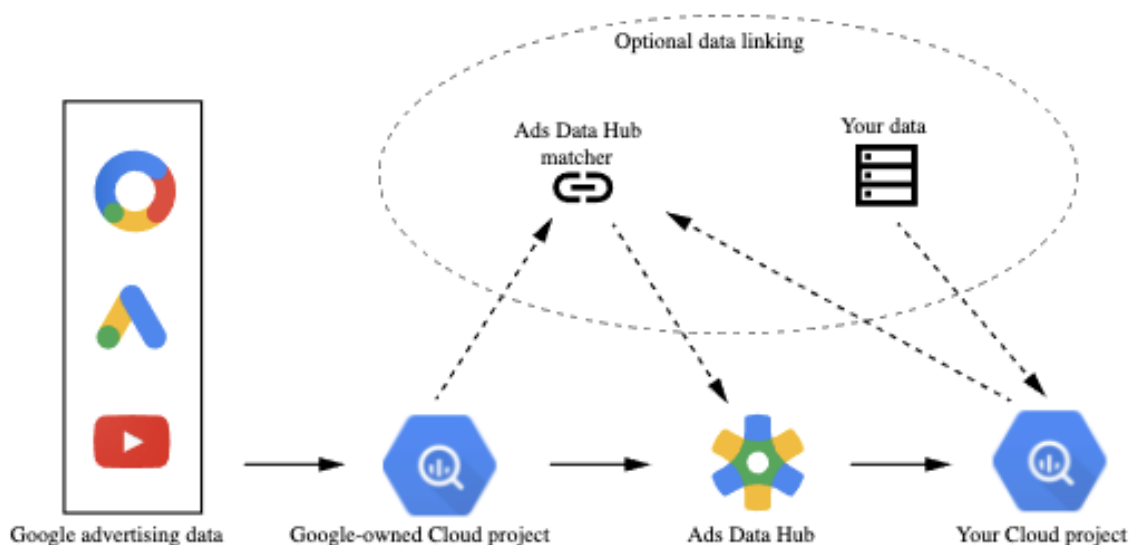 Optional data linking
Ads Data Hub
matcher
Your data
Google advertising data
Google-owned Cloud project
Ads Data Hub
Your Cloud project